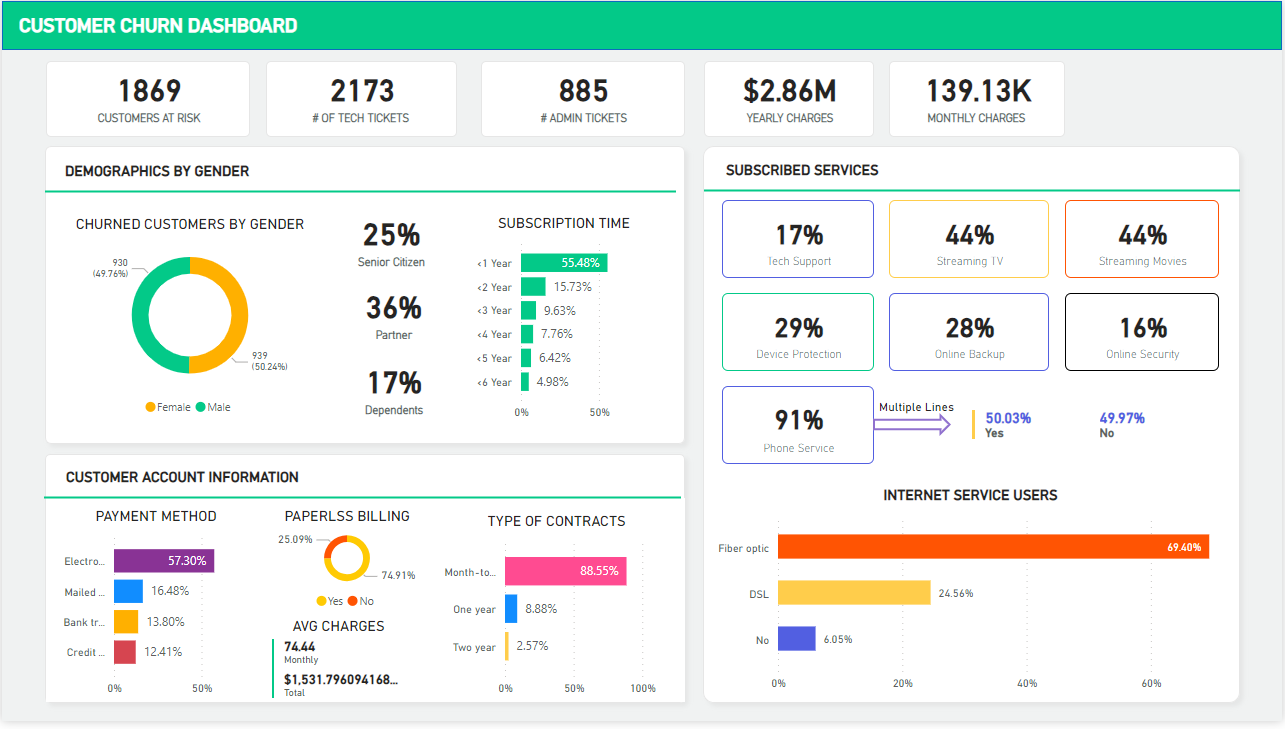 CUSTOMER CHURN DASHBOARD
1869
CUSTOMERS AT RISK
2173
# OF TECH TICKETS
885
# ADMIN TICKETS
$2.86M
YEARLY CHARGES
139.13K
MONTHLY CHARGES
DEMOGRAPHICS BY GENDER
CHURNED CUSTOMERS BY GENDER
930
(49.76%)
939
(50.24%)
Female Male
25%
Senior Citizen
36%
Partner
17%
Dependents
SUBSCRIPTION TIME
<1 Year 55.48%
<2 Year 15.73%
<3 Year 9.63%
<4 Year 7.76%
<5 Year 6.42%
<6 Year 4.98%
0% 50%
SUBSCRIBED SERVICES
17%
Tech Support
44%
Streaming TV
44%
Streaming Movies
29%
Device Protection
28%
Online Backup
16%
Online Security
91%
Phone Service
Multiple Lines
50.03%
Yes
49.97%
No
INTERNET SERVICE USERS
Fiber optic 69.40%
DSL 24.56%
No 6.05%
0% 20% 40% 60%
CUSTOMER ACCOUNT INFORMATION
PAYMENT METHOD
Electro... 57.30%
Mailed ... 16.48%
Bank tr... 13.80%
Credit ... 12.41%
0% 50%
PAPERLSS BILLING
25.09%
74.91%
Yes No
AVG CHARGES
74.44
Monthly
$1,531.796094168...
Total
TYPE OF CONTRACTS
Month-to... 88.55%
One year 8.88%
Two year 2.57%
0% 50% 100%